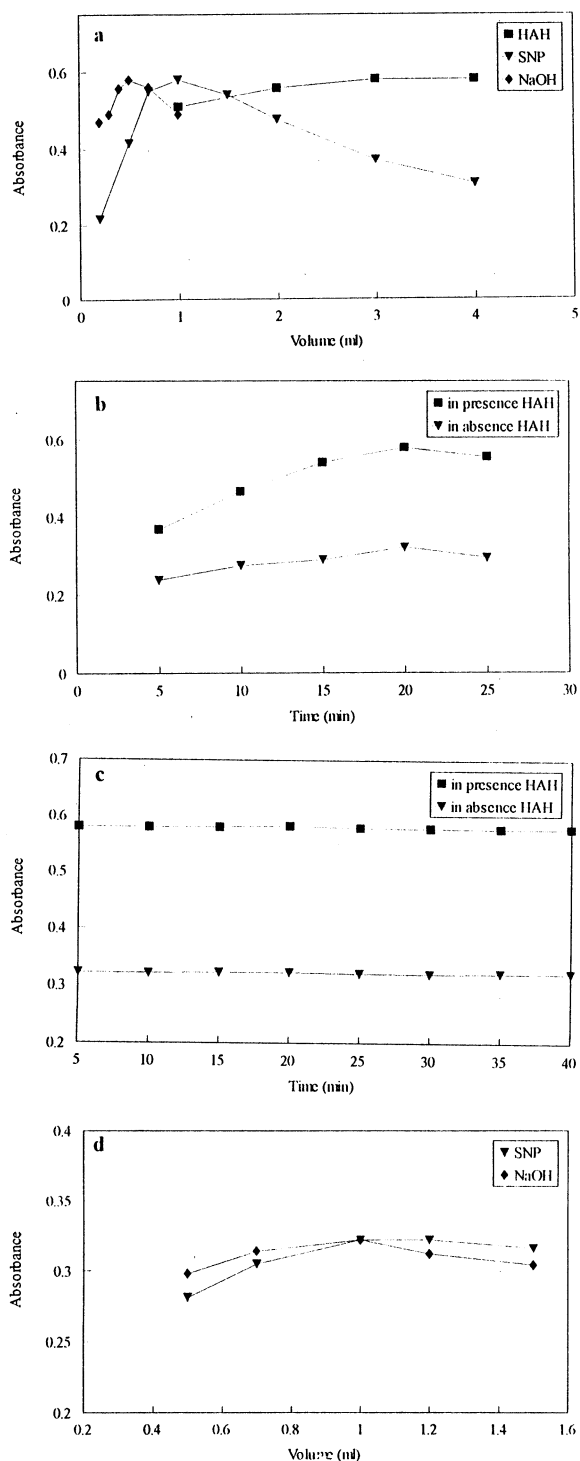 a
HAH
SNP
NaOH
0.6
0.4
0.2
0
Absorbance
0 1 2 3 4 5
Volume (ml)
b
in presence HAH
in absence HAH
0.6
0.4
0.2
0
Absorbance
0 5 10 15 20 25 30
Time (min)
c
in presence HAH
in absence HAH
0.7
0.6
0.5
0.4
0.3
0.2
Absorbance
5 10 15 20 25 30 35 40
Time (min)
d
SNP
NaOH
0.4
0.35
0.3
0.25
0.2
Absorbance
0.2 0.4 0.6 0.8 1 1.2 1.4 1.6
Volume (ml)